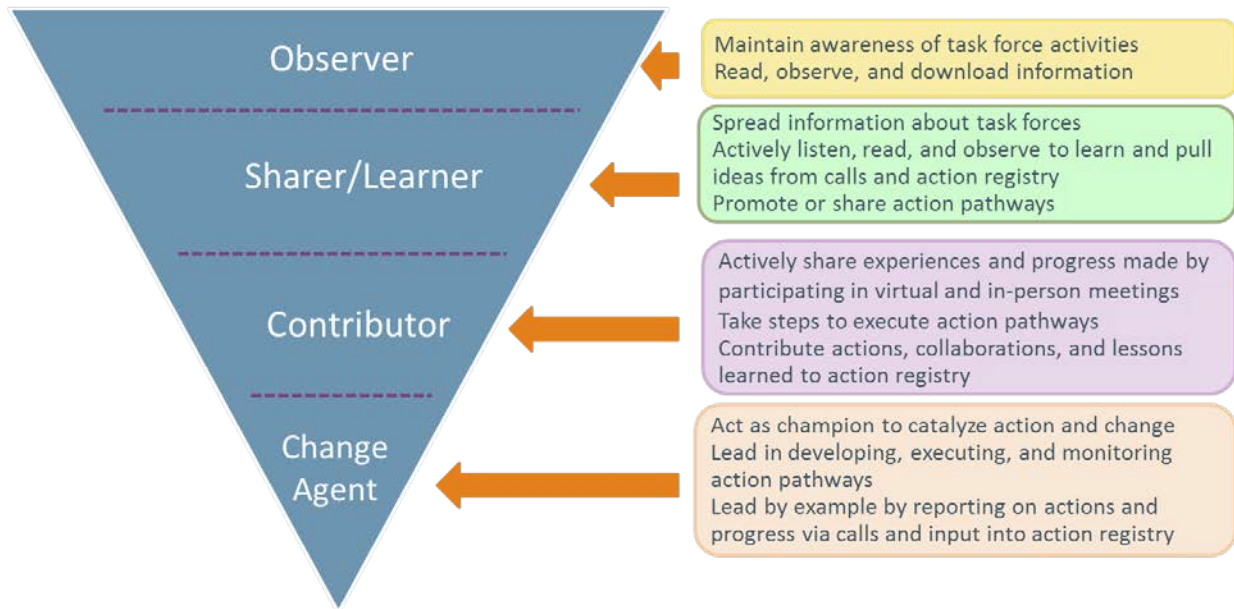 Observer
Maintain awareness of task force activities
Read, observe, and download information
Sharer/Learner
Spread information about task forces
Actively listen, read, and observe to learn and pull
ideas from calls and action registry
Promote or share action pathways
Contributor
Actively share experiences and progress made by
participating in virtual and in-person meetings
Take steps to execute action pathways
Contribute actions, collaborations, and lessons
learned to action registry
Change
Agent
Act as champion to catalyze action and change
Lead in developing, executing, and monitoring
action pathways
Lead by example by reporting on actions and
progress via calls and input into action registry